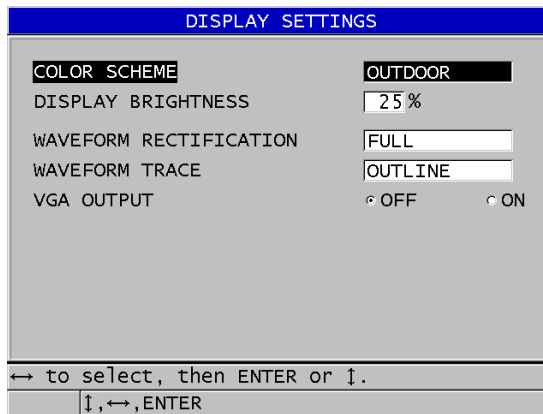 DISPLAY SETTINGS
COLOR SCHEME OUTDOOR
DISPLAY BRIGHTNESS 25%
WAVEFORM RECTIFICATION FULL
WAVEFORM TRACE OUTLINE
VGA OUTPUT OFF ON
↔ to select, then ENTER or ↕.
↕,↔,ENTER